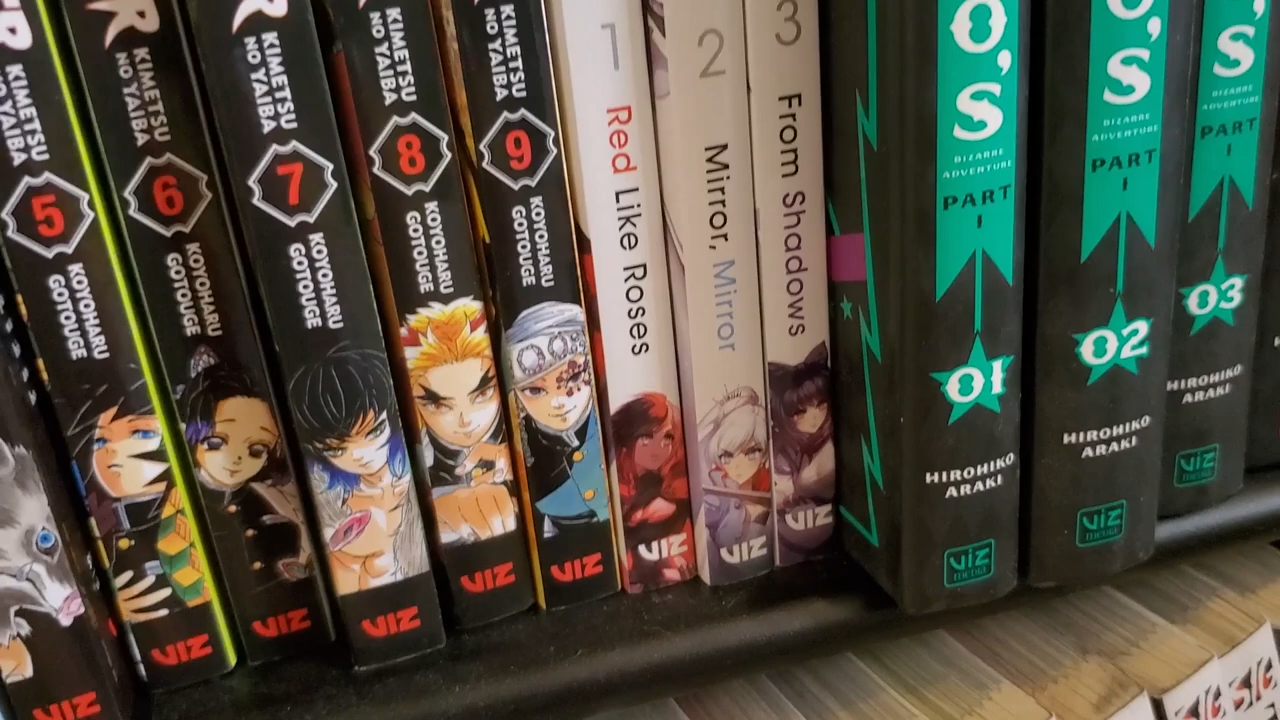 R
KIMETSU
NO YAIBA
5
KOYOHARU
GOTOUGE
VIZ
R
KIMETSU
NO YAIBA
6
KOYOHARU
GOTOUGE
VIZ
R
KIMETSU
NO YAIBA
7
KOYOHARU
GOTOUGE
VIZ
KIMETSU
NO YAIBA
8
KOYOHARU
GOTOUGE
VIZ
KIMETSU
NO YAIBA
9
KOYOHARU
GOTOUGE
VIZ
1 Red Like Roses
VIZ
2 Mirror, Mirror
VIZ
3 From Shadows
VIZ
O'S
BIZARRE
ADVENTURE
PART
1
01
HIROHIKO
ARAKI
VIZ
media
O'S
BIZARRE
ADVENTURE
PART
1
02
HIROHIKO
ARAKI
VIZ
media
'S
BIZARRE
ADVENTURE
PART
1
03
HIROHIKO
ARAKI
VIZ
VIZ